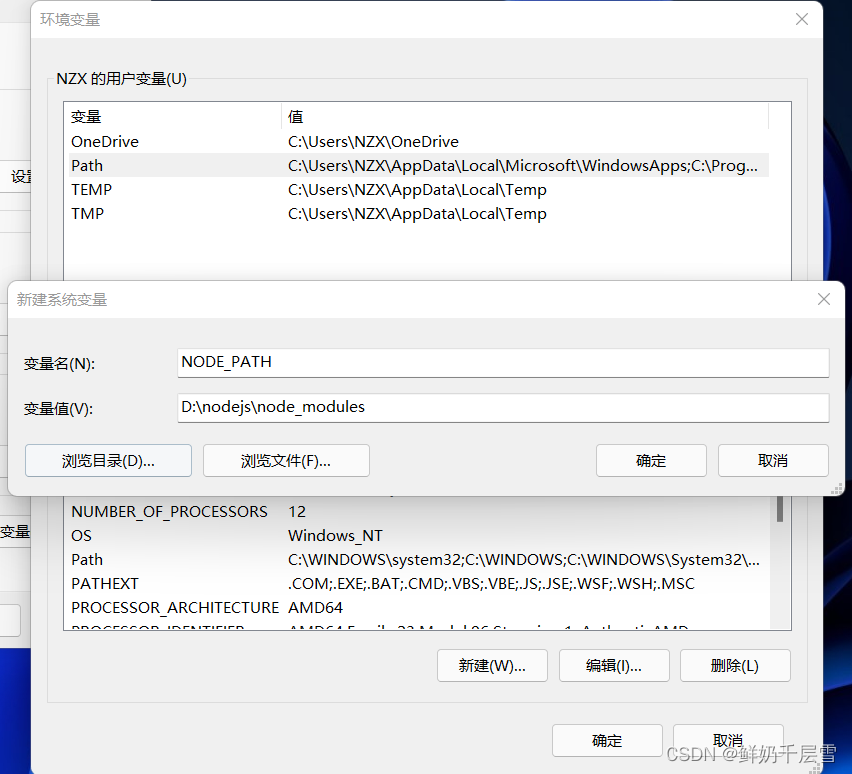 环境变量
NZX 的用户变量(U)
变量 值
OneDrive C:\Users\NZX\OneDrive
Path C:\Users\NZX\AppData\Local\Microsoft\WindowsApps;C:\Prog...
TEMP C:\Users\NZX\AppData\Local\Temp
TMP C:\Users\NZX\AppData\Local\Temp
设置
新建系统变量
变量名(N): NODE_PATH
变量值(V): D:\nodejs\node_modules
浏览目录(D)... 浏览文件(F)... 确定 取消
NUMBER_OF_PROCESSORS 12
OS Windows_NT
变量
Path C:\WINDOWS\system32;C:\WINDOWS;C:\WINDOWS\System32\...
PATHEXT .COM;.EXE;.BAT;.CMD;.VBS;.VBE;.JS;.JSE;.WSF;.WSH;.MSC
PROCESSOR_ARCHITECTURE AMD64
PROCESSOR_IDENTIFIER
新建(W)... 编辑(I)... 删除(L)
确定 取消
CSDN @鲜奶千层雪